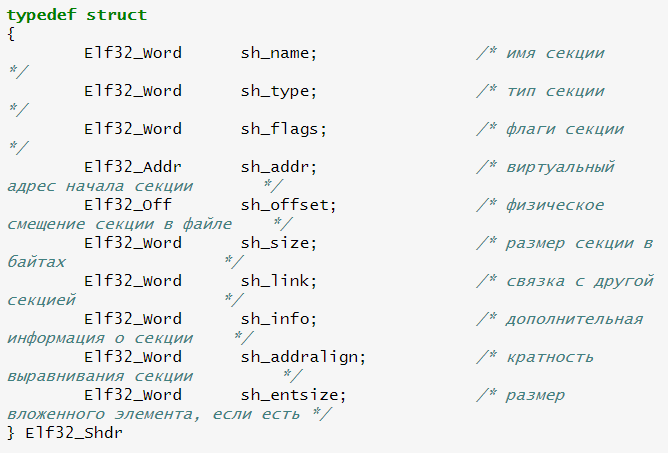 typedef struct
{
        Elf32_Word      sh_name;                /* имя секции
*/
        Elf32_Word      sh_type;                /* тип секции
*/
        Elf32_Word      sh_flags;               /* флаги секции
*/
        Elf32_Addr      sh_addr;                /* виртуальный
адрес начала секции       */
        Elf32_Off       sh_offset;              /* физическое
смещение секции в файле    */
        Elf32_Word      sh_size;                /* размер секции в
байтах                */
        Elf32_Word      sh_link;                /* связка с другой
секцией               */
        Elf32_Word      sh_info;                /* дополнительная
информация о секции    */
        Elf32_Word      sh_addralign;           /* кратность
выравнивания секции         */
        Elf32_Word      sh_entsize;             /* размер
вложенного элемента, если есть */
} Elf32_Shdr